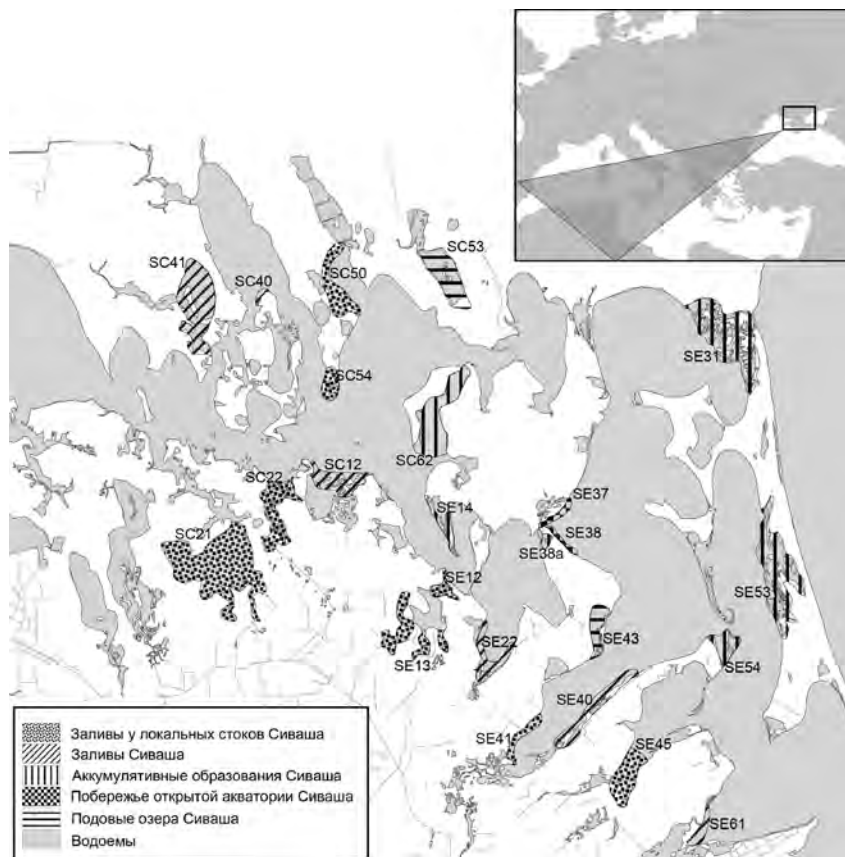 SC53
SC41
SC40
SC50
SE31
SC54
SC62
SC12
SC22
SE37
SE14
SC21
SE38
SE38a
SE12
SE53
SE43
SE13
SE22
SE54
SE40
SE41
SE45
SE61
Заливы у локальных стоков Сиваша
Заливы Сиваша
Аккумулятивные образования Сиваша
Побережье открытой акватории Сиваша
Подовые озера Сиваша
Водоемы